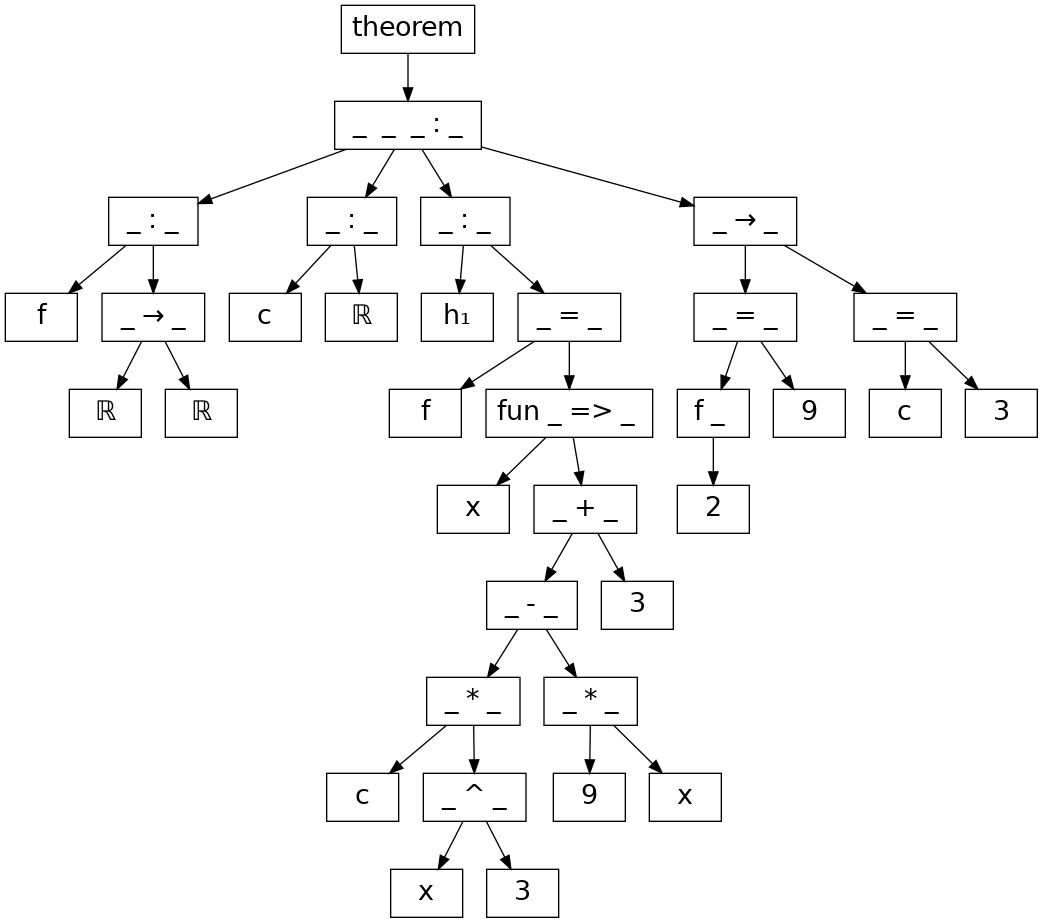 theorem
_ _ _ : _
_ : _ _ : _ _ : _ _ → _
f _ → _ c ℝ h₁ _ = _ _ = _ _ = _
ℝ ℝ f fun _ => _ f _ 9 c 3
x _ + _ 2
_ - _ 3
_ * _ _ * _
c _ ^ _ 9 x
x 3